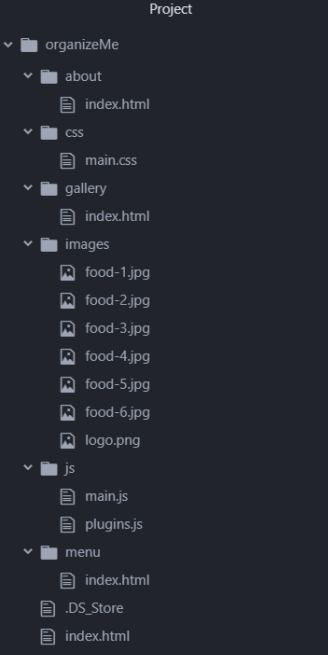 Project
organizeMe
about
index.html
css
main.css
gallery
index.html
images
food-1.jpg
food-2.jpg
food-3.jpg
food-4.jpg
food-5.jpg
food-6.jpg
logo.png
js
main.js
plugins.js
menu
index.html
.DS_Store
index.html